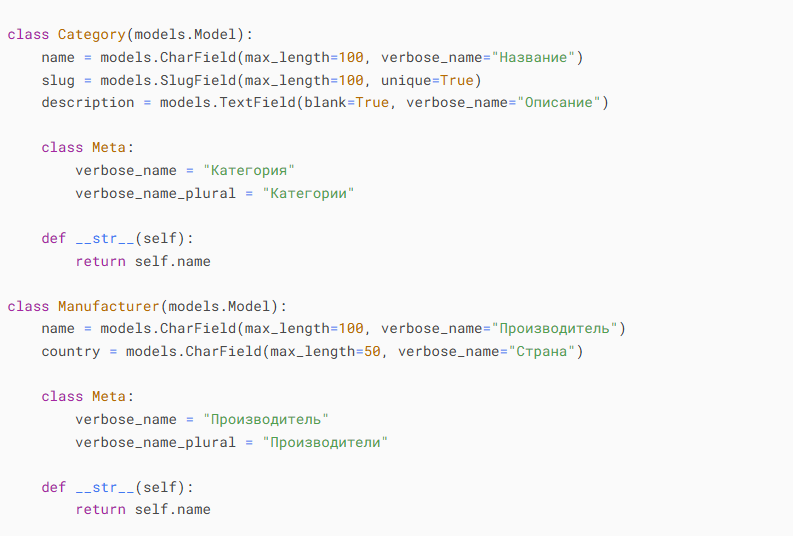 class Category(models.Model):
    name = models.CharField(max_length=100, verbose_name="Название")
    slug = models.SlugField(max_length=100, unique=True)
    description = models.TextField(blank=True, verbose_name="Описание")

    class Meta:
        verbose_name = "Категория"
        verbose_name_plural = "Категории"

    def __str__(self):
        return self.name

class Manufacturer(models.Model):
    name = models.CharField(max_length=100, verbose_name="Производитель")
    country = models.CharField(max_length=50, verbose_name="Страна")

    class Meta:
        verbose_name = "Производитель"
        verbose_name_plural = "Производители"

    def __str__(self):
        return self.name